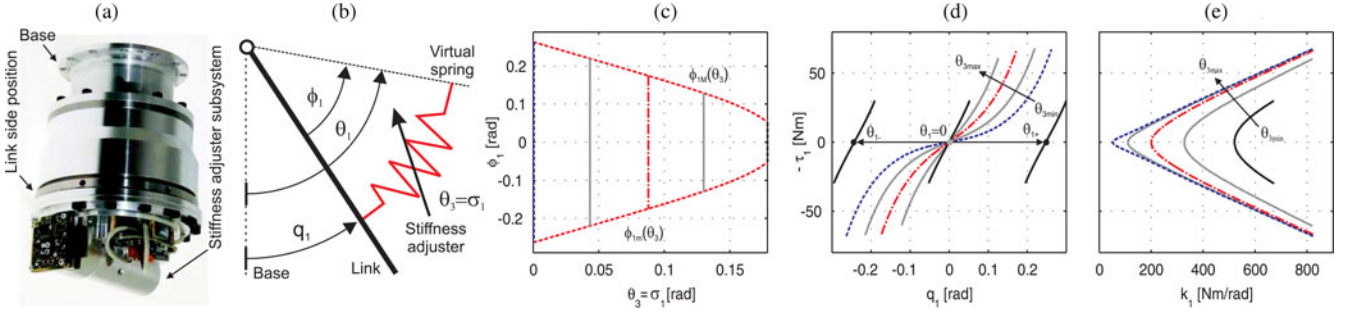 (a)
Base
Link side position
Stiffness adjuster subsystem
(b)
Virtual
spring
ϕ₁
θ₁
q₁
θ₃=σ₁
Stiffness
adjuster
Base
Link
(c)
ϕ₁ [rad]
0.2
0.1
0
-0.1
-0.2
ϕ₁M(θ₃)
ϕ₁m(θ₃)
0
0.05
0.1
0.15
θ₃=σ₁ [rad]
(d)
- τ₁ [Nm]
50
0
-50
θ₃max
θ₃min
θ₁-
θ₁=0
θ₁+
-0.2
-0.1
0
0.1
0.2
q₁ [rad]
(e)
θ₃max
θ₃min
0
200
400
600
800
k₁ [Nm/rad]